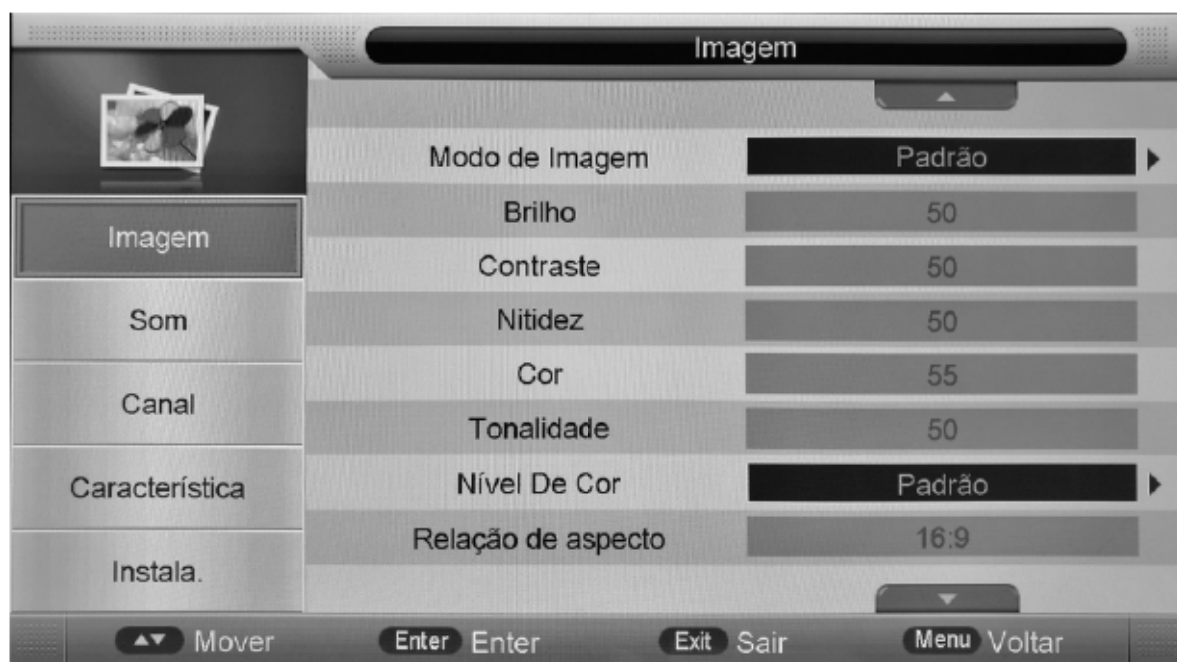 Imagem
Imagem
Som
Canal
Característica
Instala.
Modo de Imagem Padrão
Brilho 50
Contraste 50
Nitidez 50
Cor 55
Tonalidade 50
Nível De Cor Padrão
Relação de aspecto 16:9
Mover Enter Enter Exit Sair Menu Voltar